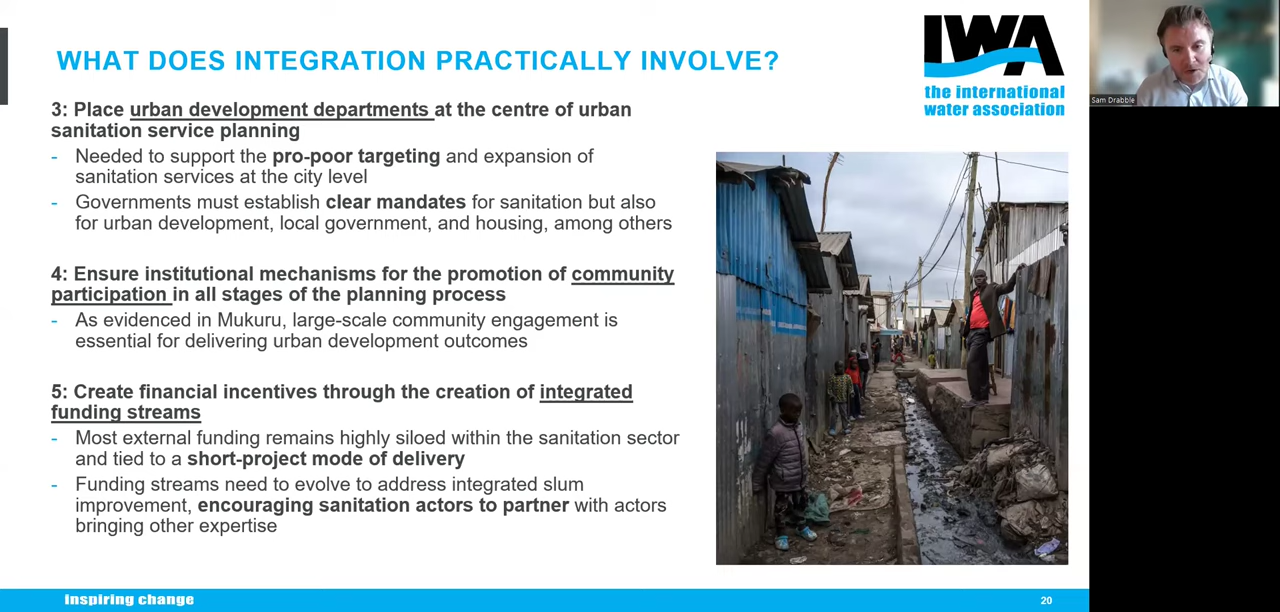 WHAT DOES INTEGRATION PRACTICALLY INVOLVE?
IWA
the international
water association
Sam Drabble
3: Place urban development departments at the centre of urban
sanitation service planning
- Needed to support the pro-poor targeting and expansion of
sanitation services at the city level
- Governments must establish clear mandates for sanitation but also
for urban development, local government, and housing, among others
4: Ensure institutional mechanisms for the promotion of community
participation in all stages of the planning process
- As evidenced in Mukuru, large-scale community engagement is
essential for delivering urban development outcomes
5: Create financial incentives through the creation of integrated
funding streams
- Most external funding remains highly siloed within the sanitation sector
and tied to a short-project mode of delivery
- Funding streams need to evolve to address integrated slum
improvement, encouraging sanitation actors to partner with actors
bringing other expertise
inspiring change
20